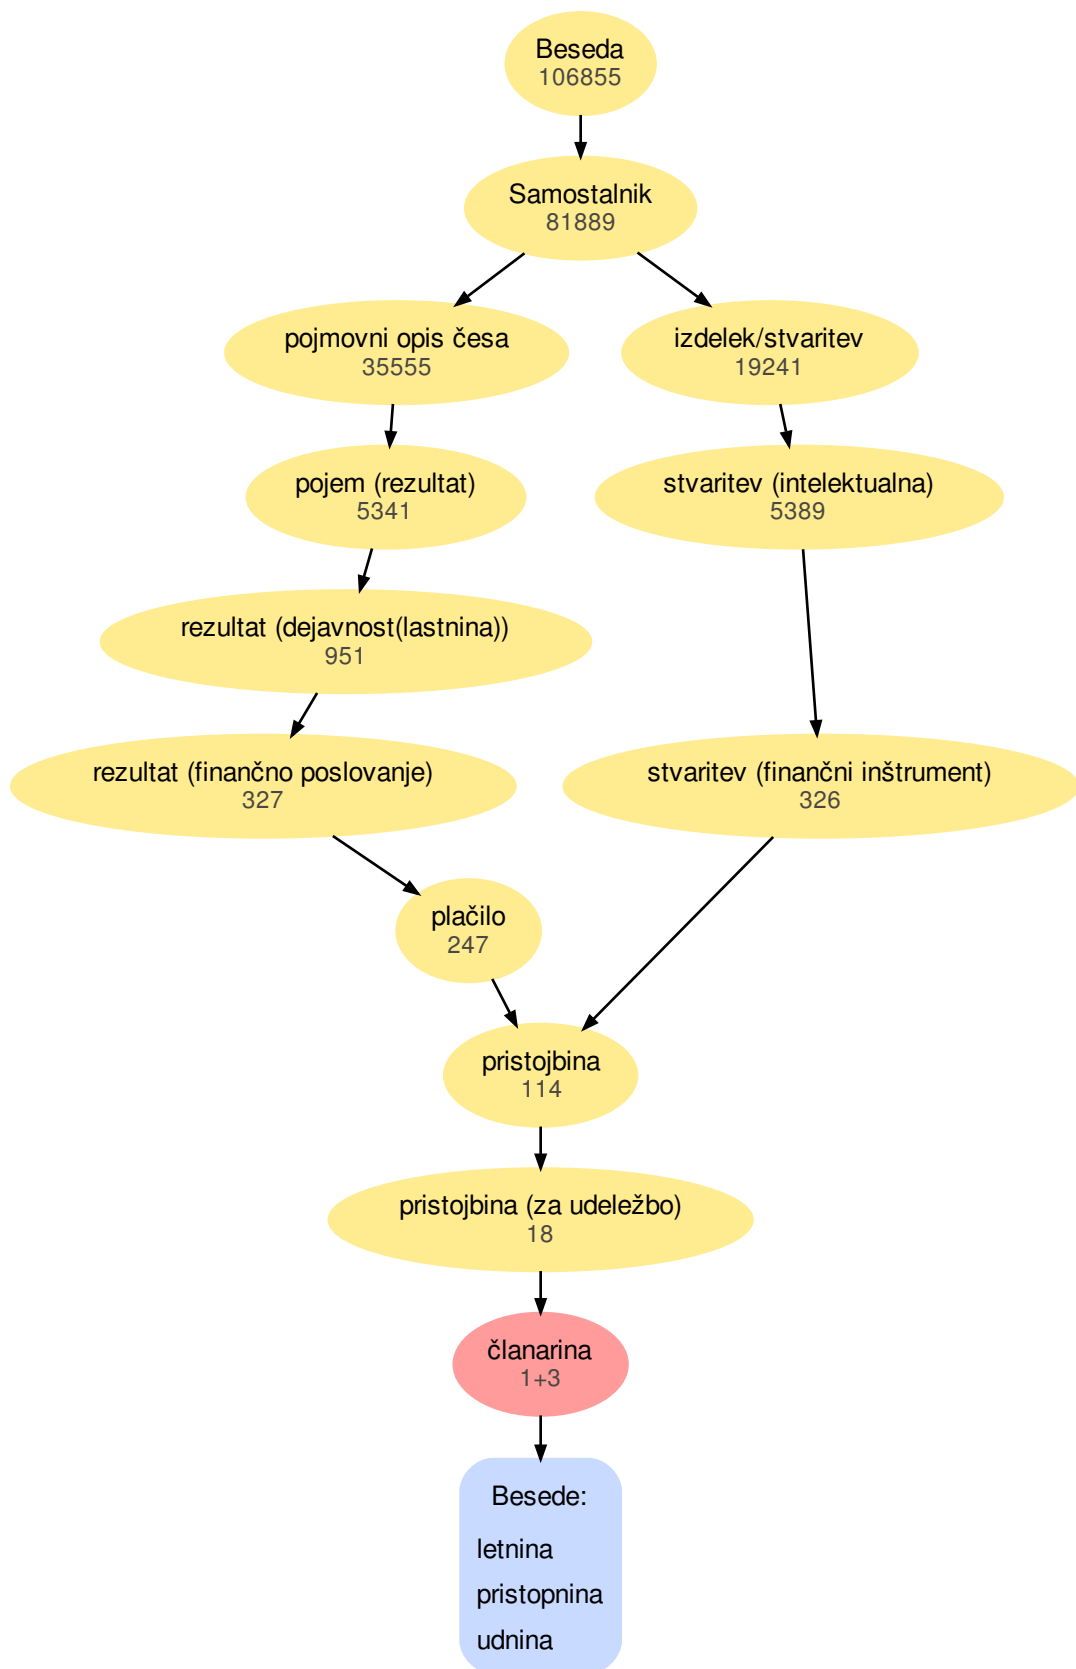 Beseda
106855
Samostalnik
81889
pojmovni opis česa
35555
izdelek/stvaritev
19241
pojem (rezultat)
5341
stvaritev (intelektualna)
5389
rezultat (dejavnost(lastnina))
951
rezultat (finančno poslovanje)
327
stvaritev (finančni inštrument)
326
plačilo
247
pristojbina
114
pristojbina (za udeležbo)
18
članarina
1+3
Besede:
letnina
pristopnina
udnina